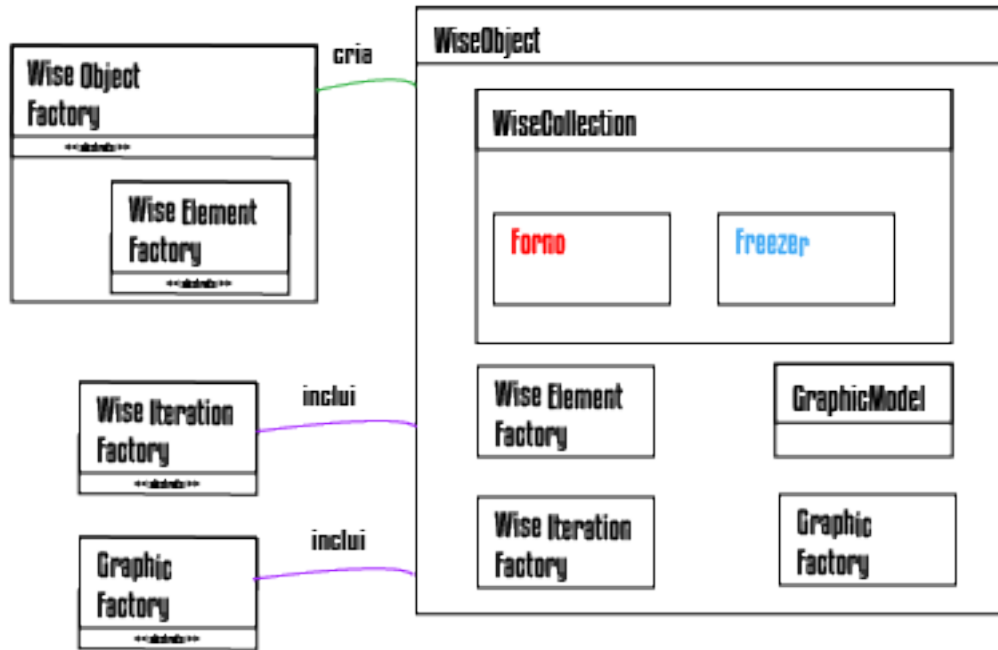 Wise Object
Factory
cria
WiseObject
WiseCollection
Wise Element
Factory
Forno
Freezer
Wise Iteration
Factory
inclui
Wise Element
Factory
GraphicModel
Graphic
Factory
inclui
Wise Iteration
Factory
Graphic
Factory